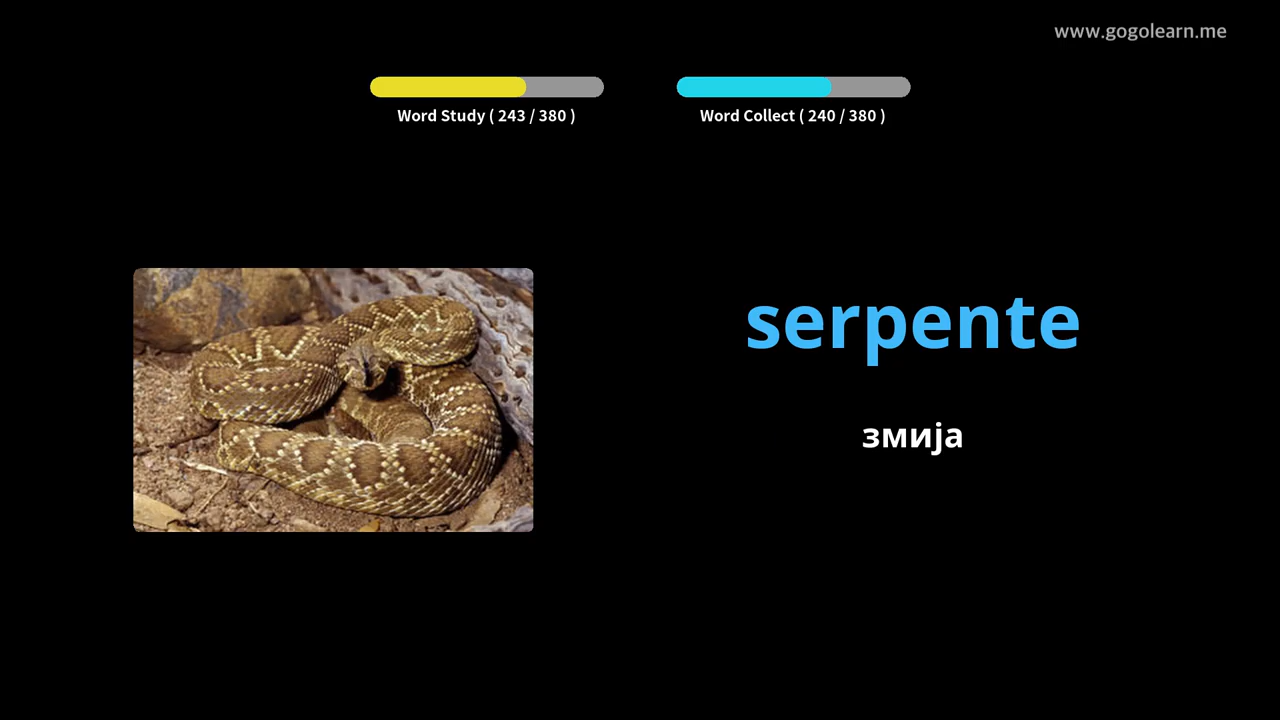 www.gogolearn.me
Word Study ( 243 / 380 )
Word Collect ( 240 / 380 )
serpente
змија